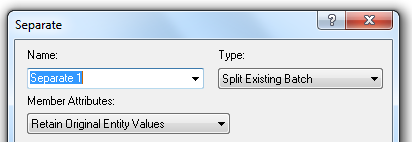 Separate
?
Name: Type:
Separate 1 Split Existing Batch
Member Attributes:
Retain Original Entity Values